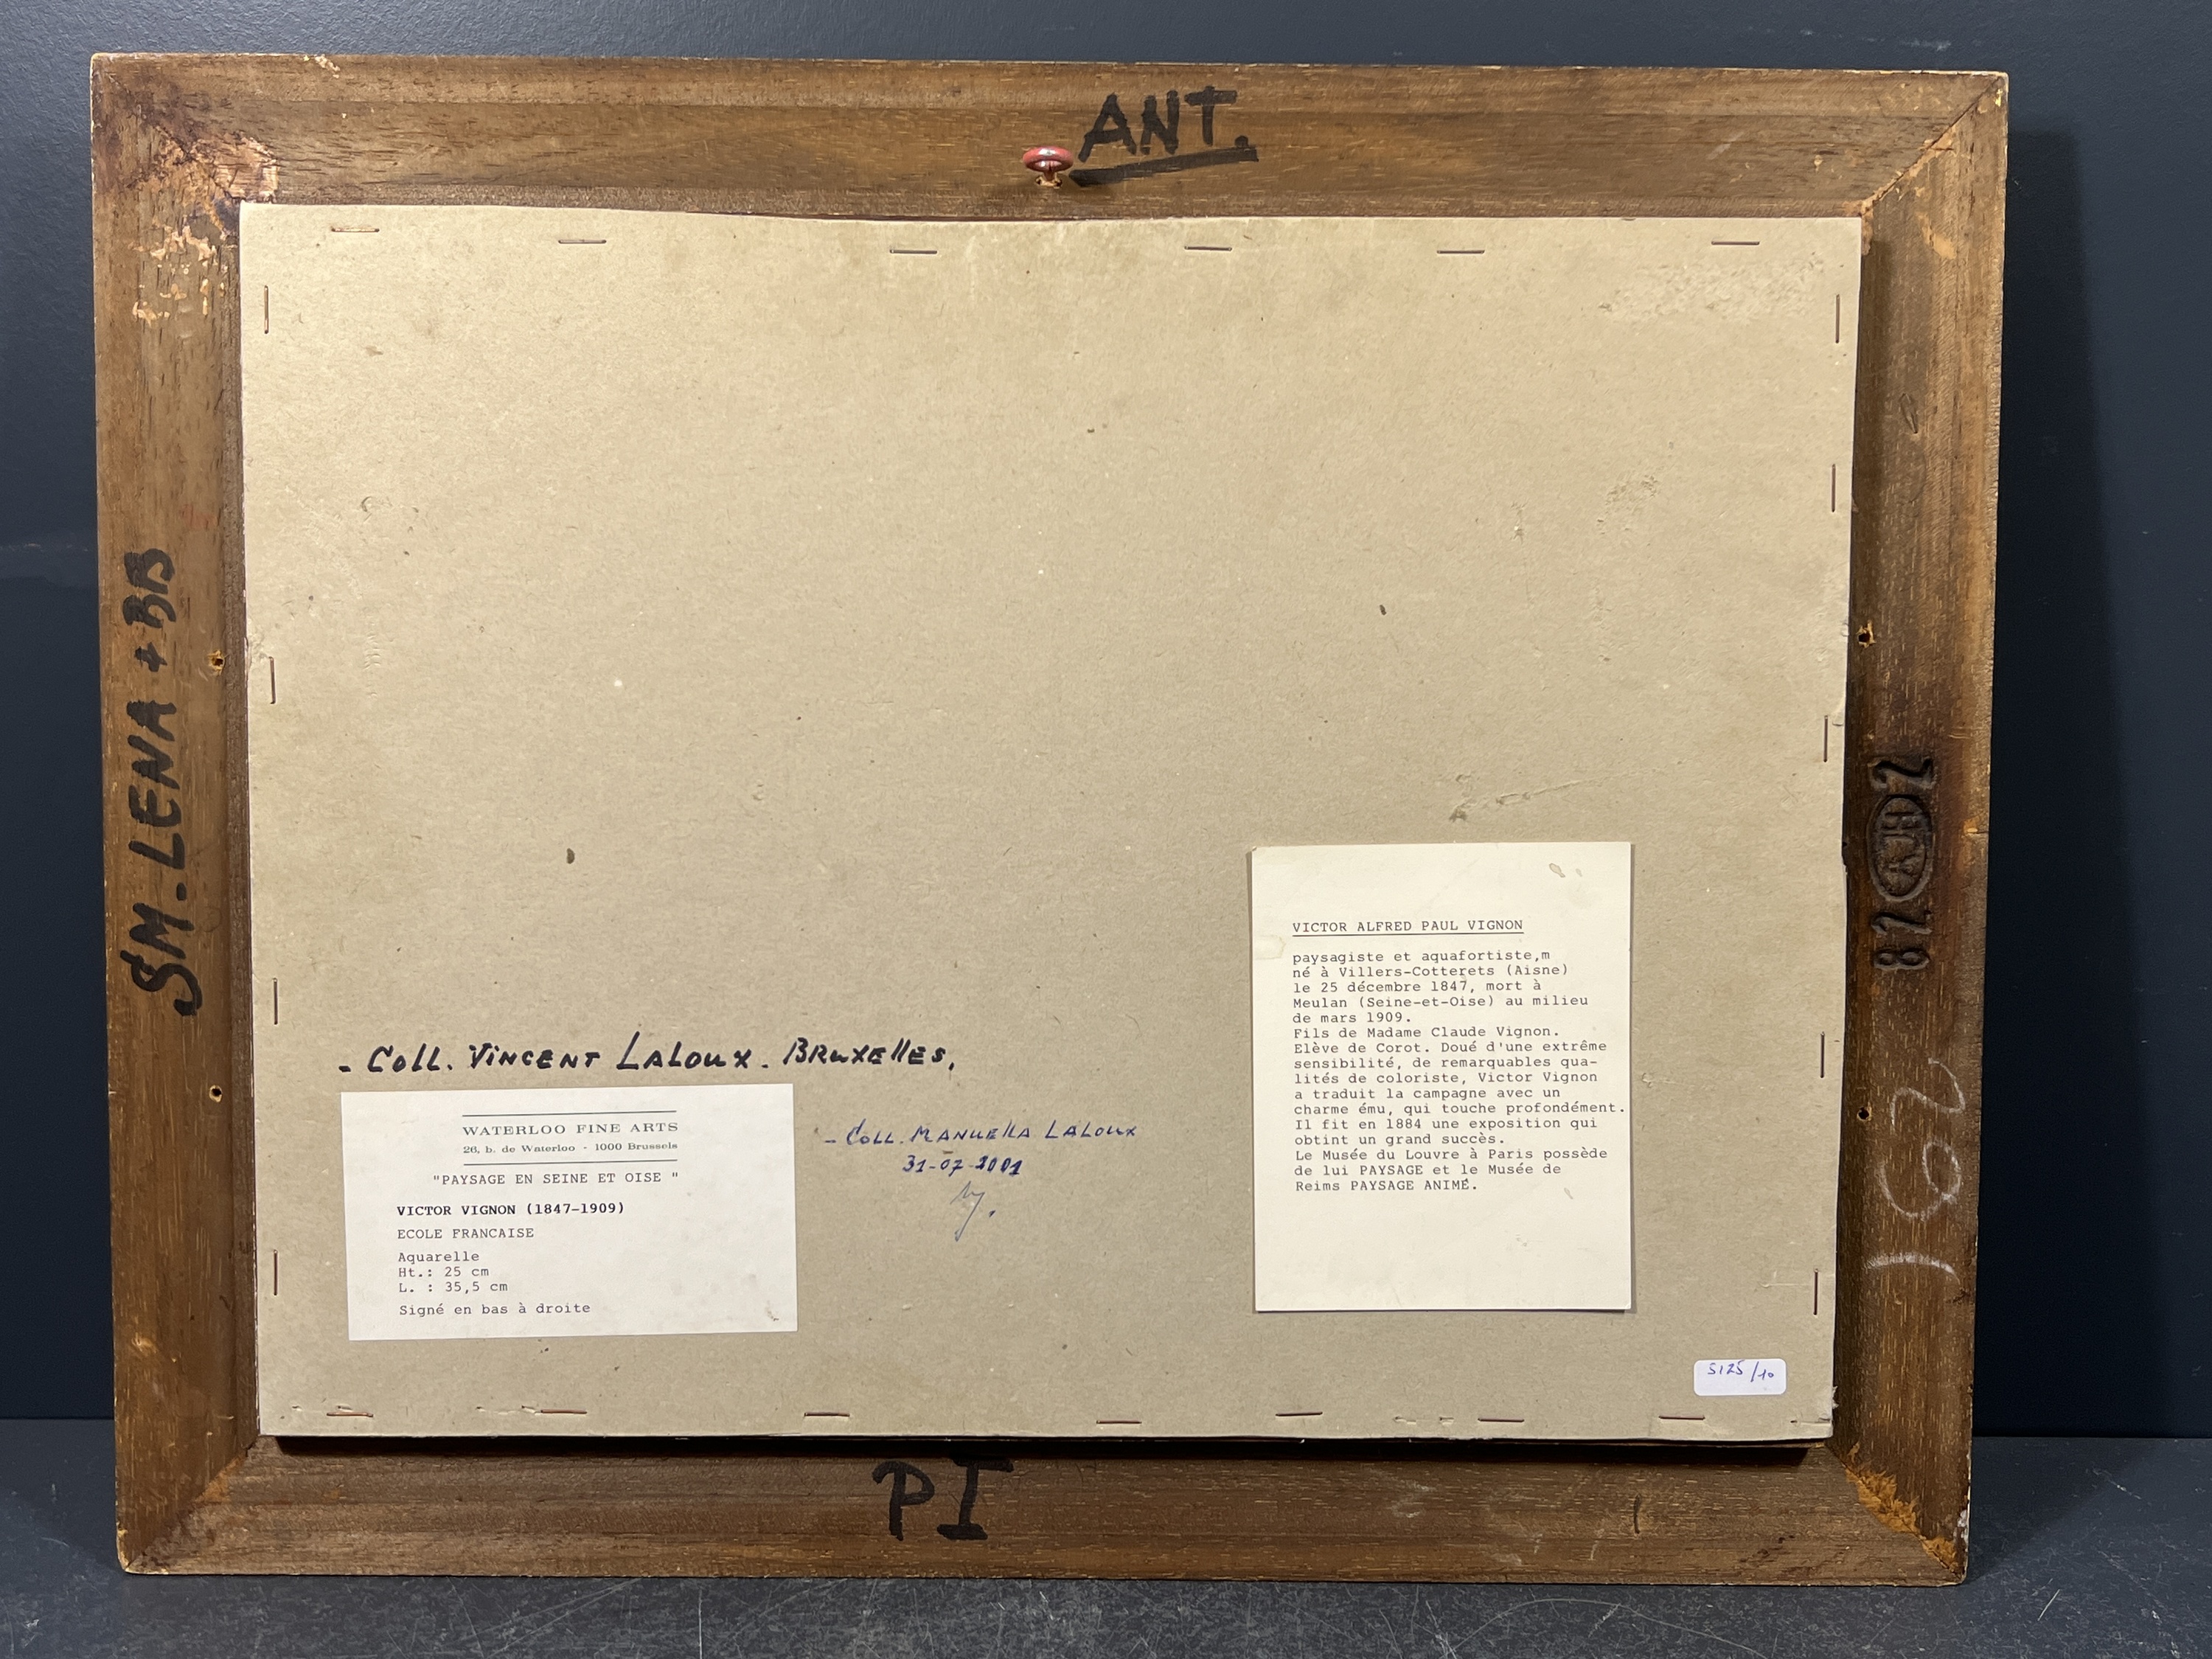 ANT.
SM-LENA + BB
- Coll. Vincent Laloux. Bruxelles,
WATERLOO FINE ARTS
26, b. de Waterloo - 1000 Brussels
"PAYSAGE EN SEINE ET OISE "
VICTOR VIGNON (1847-1909)
ECOLE FRANCAISE
Aquarelle
Ht.: 25 cm
L. : 35,5 cm
Signé en bas à droite
- Coll. Manuella Laloux
31-07-2001
VICTOR ALFRED PAUL VIGNON
paysagiste et aquafortiste,m
né à Villers-Cotterets (Aisne)
le 25 décembre 1847, mort à
Meulan (Seine-et-Oise) au milieu
de mars 1909.
Fils de Madame Claude Vignon.
Elève de Corot. Doué d'une extrême
sensibilité, de remarquables qua-
lités de coloriste, Victor Vignon
a traduit la campagne avec un
charme ému, qui touche profondément.
Il fit en 1884 une exposition qui
obtint un grand succès.
Le Musée du Louvre à Paris possède
de lui PAYSAGE et le Musée de
Reims PAYSAGE ANIMÉ.
5125/10
PI